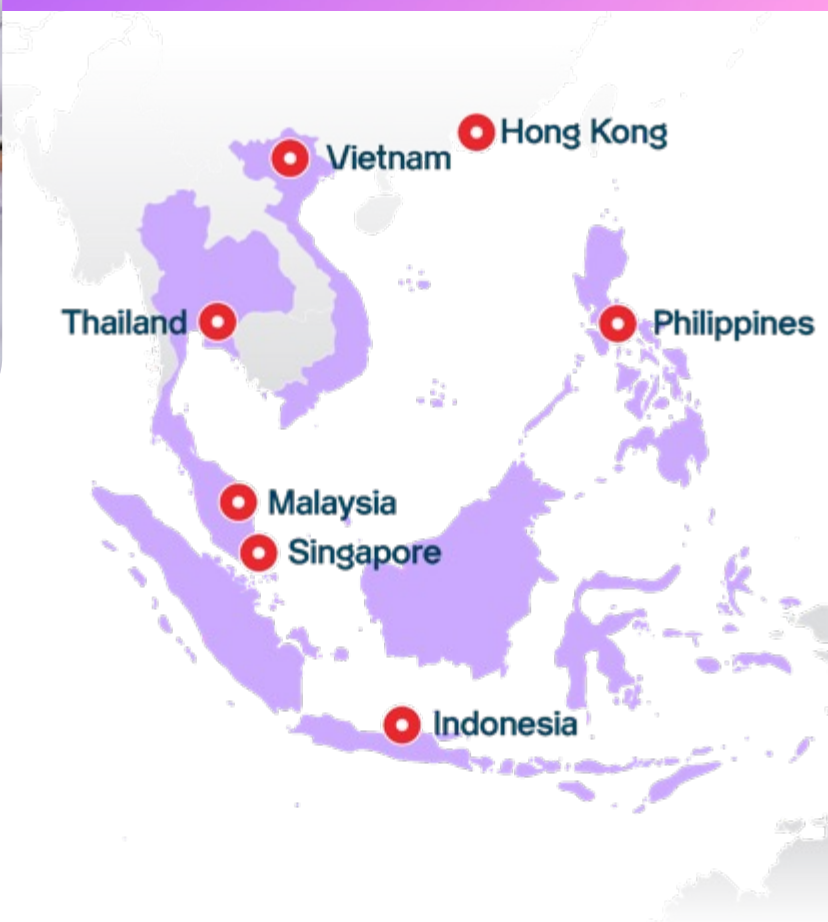 Hong Kong
Vietnam
Thailand
Philippines
Malaysia
Singapore
Indonesia